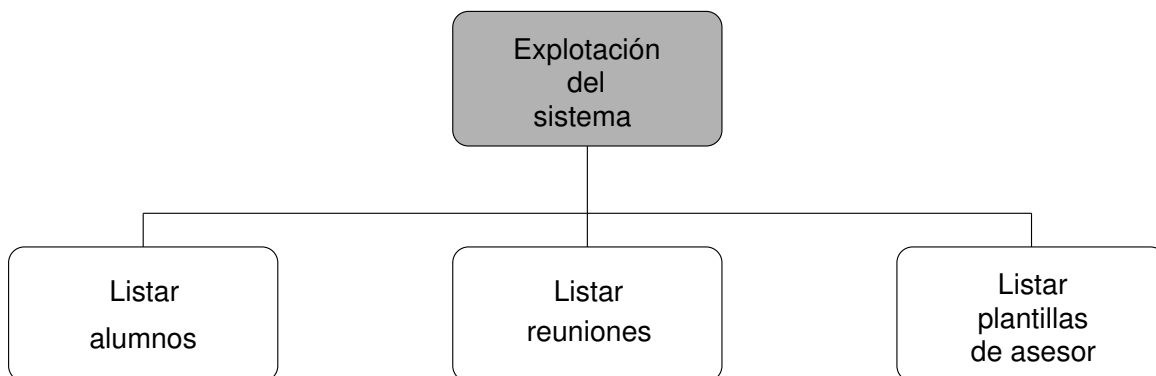 Explotación
del
sistema
Listar
alumnos
Listar
reuniones
Listar
plantillas
de asesor